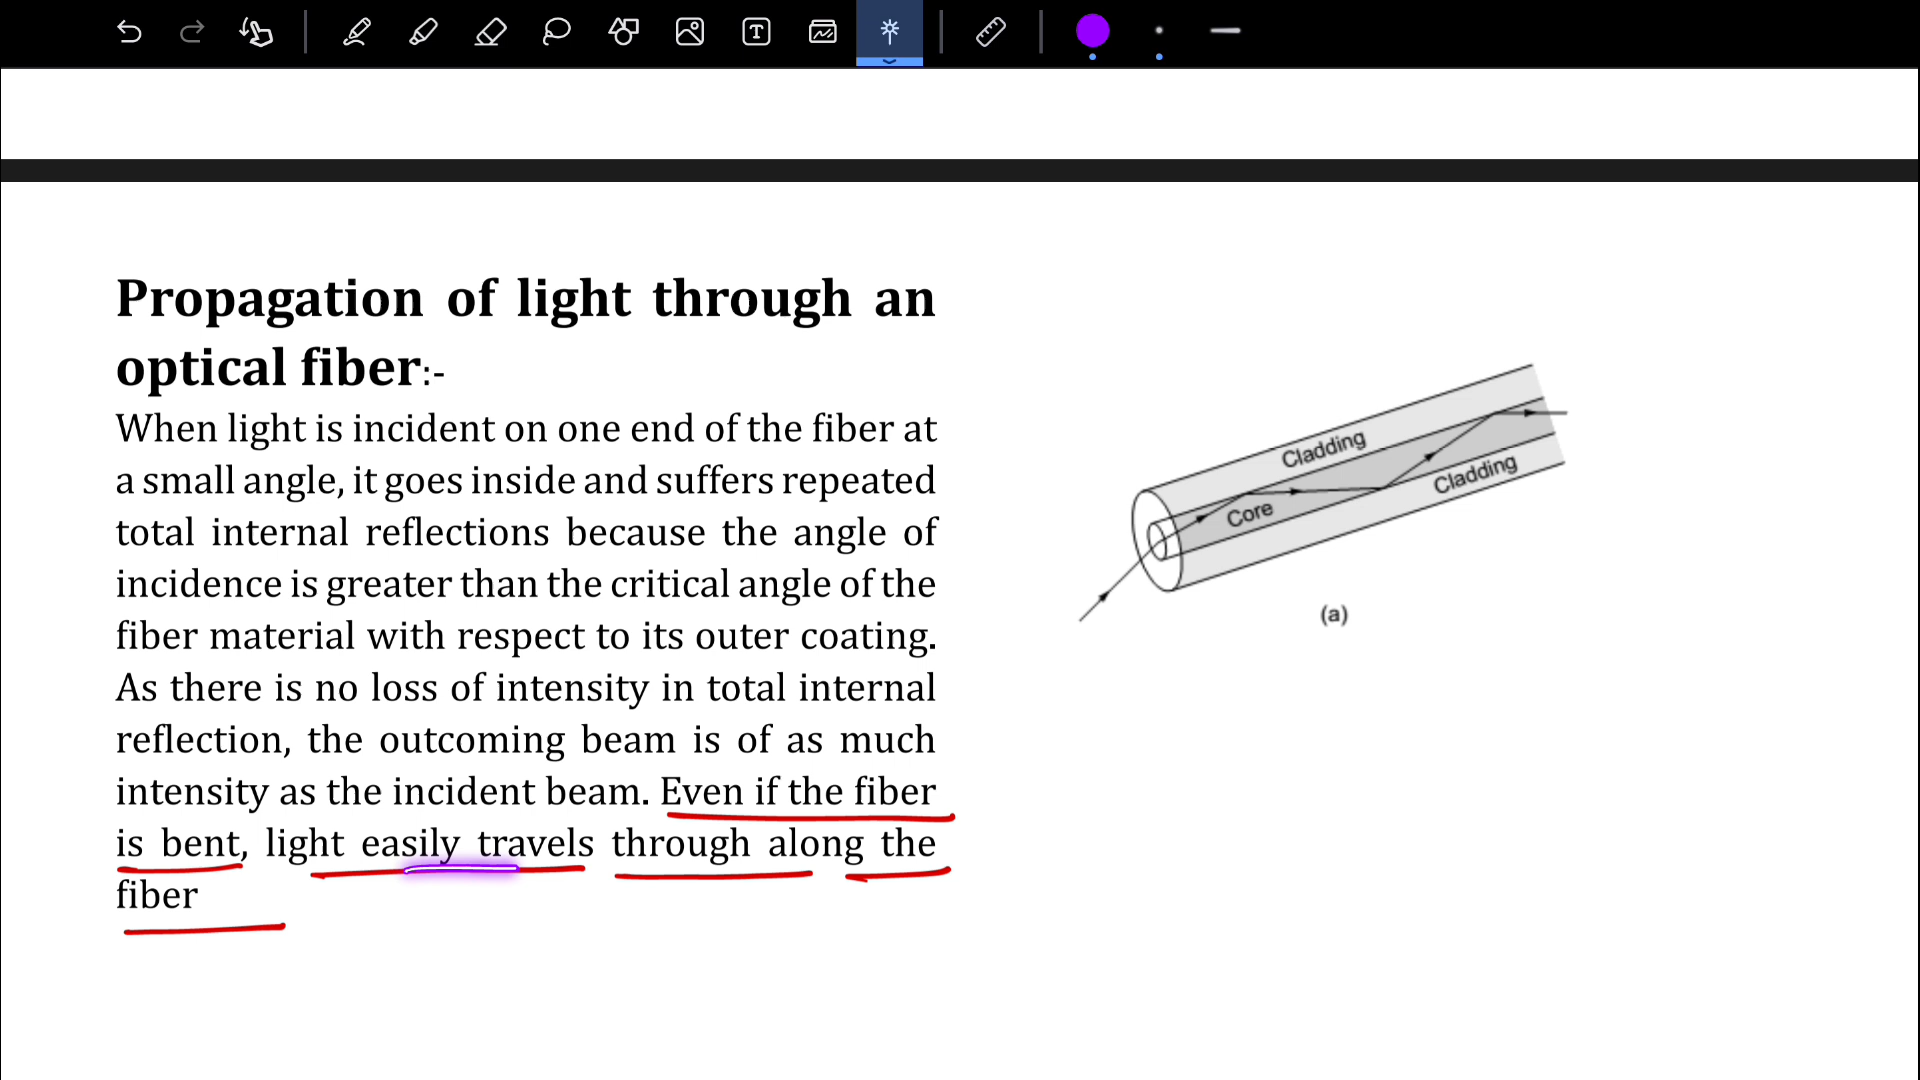 Propagation of light through an
optical fiber:-
When light is incident on one end of the fiber at
a small angle, it goes inside and suffers repeated
total internal reflections because the angle of
incidence is greater than the critical angle of the
fiber material with respect to its outer coating.
As there is no loss of intensity in total internal
reflection, the outcoming beam is of as much
intensity as the incident beam. Even if the fiber
is bent, light easily travels through along the
fiber
Cladding
Cladding
Core
(a)